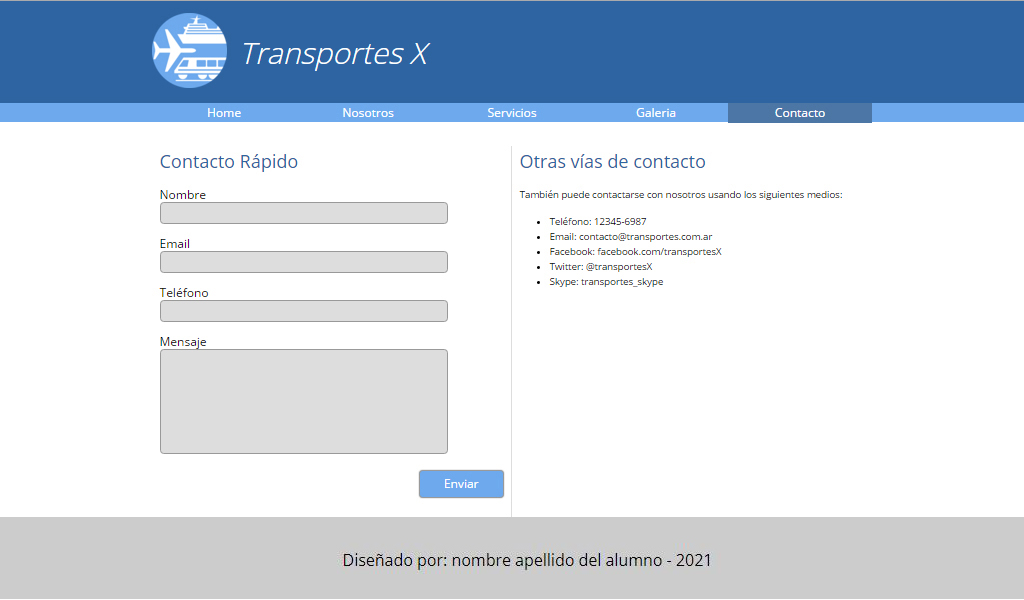 Transportes X
Home Nosotros Servicios Galeria Contacto
Contacto Rápido
Nombre
Email
Teléfono
Mensaje
Enviar
Otras vías de contacto
También puede contactarse con nosotros usando los siguientes medios:
Teléfono: 12345-6987
Email: contacto@transportes.com.ar
Facebook: facebook.com/transportesX
Twitter: @transportesX
Skype: transportes_skype
Diseñado por: nombre apellido del alumno - 2021